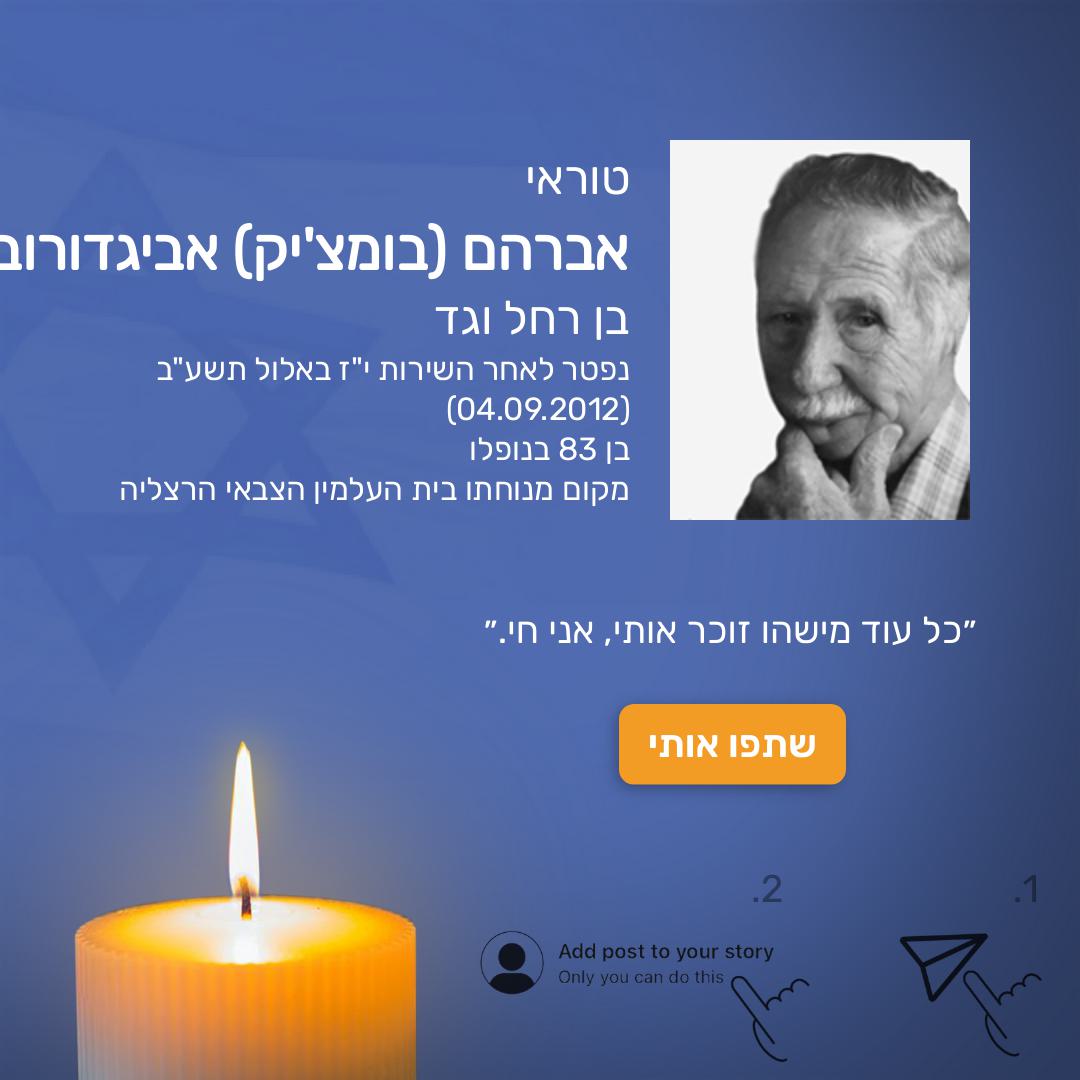 טוראי
אברהם (בומצ'יק) אביגדורוב
בן רחל וגד
נפטר לאחר השירות י"ז באלול תשע"ב
(04.09.2012)
בן 83 בנופלו
מקום מנוחתו בית העלמין הצבאי הרצליה
״כל עוד מישהו זוכר אותי, אני חי.״
שתפו אותי
1.
2.
Add post to your story
Only you can do this